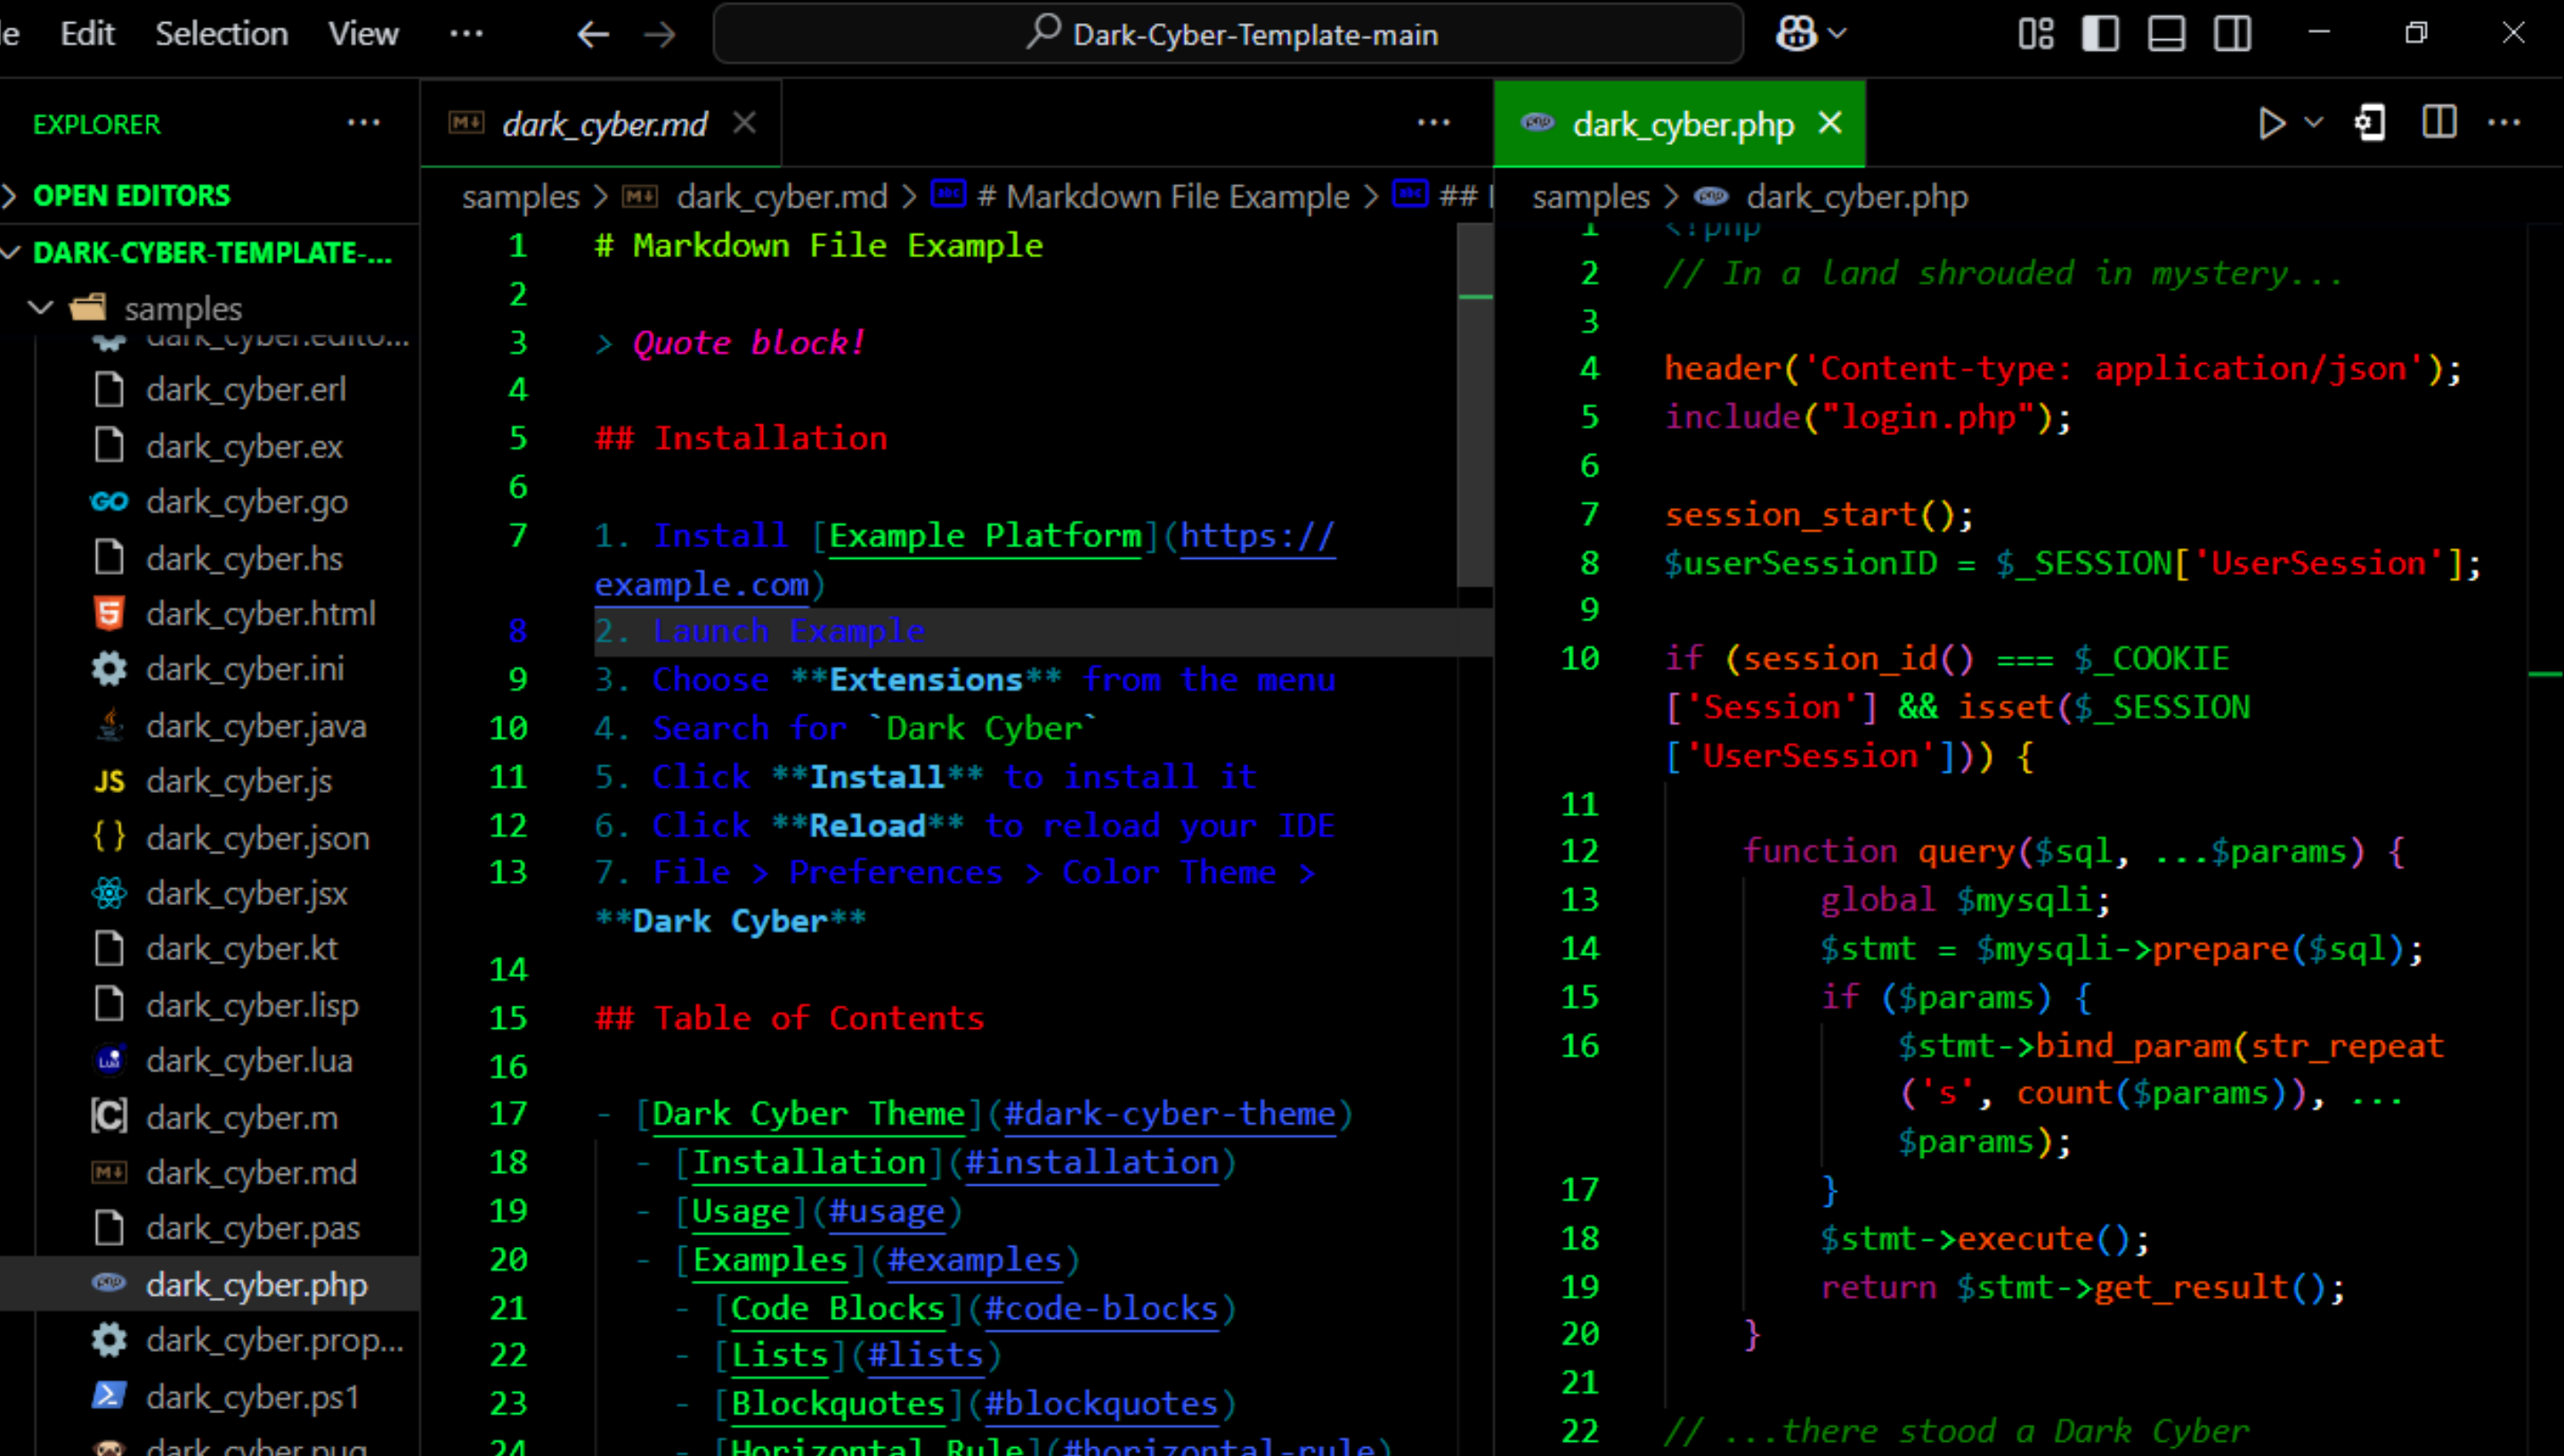 Edit Selection View ··· Dark-Cyber-Template-main
EXPLORER ···
OPEN EDITORS
DARK-CYBER-TEMPLATE-...
samples
dark_cyber.edito...
dark_cyber.erl
dark_cyber.ex
GO dark_cyber.go
dark_cyber.hs
5 dark_cyber.html
dark_cyber.ini
dark_cyber.java
JS dark_cyber.js
{} dark_cyber.json
dark_cyber.jsx
dark_cyber.kt
dark_cyber.lisp
dark_cyber.lua
[C] dark_cyber.m
M↓ dark_cyber.md
dark_cyber.pas
php dark_cyber.php
dark_cyber.prop...
dark_cyber.ps1
dark_cyber.pug
M↓ dark_cyber.md ···
samples > M↓ dark_cyber.md > abc # Markdown File Example > abc ##
1 # Markdown File Example
2
3 > Quote block!
4
5 ## Installation
6
7 1. Install [Example Platform](https://
example.com)
8 2. Launch Example
9 3. Choose **Extensions** from the menu
10 4. Search for `Dark Cyber`
11 5. Click **Install** to install it
12 6. Click **Reload** to reload your IDE
13 7. File > Preferences > Color Theme >
**Dark Cyber**
14
15 ## Table of Contents
16
17 - [Dark Cyber Theme](#dark-cyber-theme)
18 - [Installation](#installation)
19 - [Usage](#usage)
20 - [Examples](#examples)
21 - [Code Blocks](#code-blocks)
22 - [Lists](#lists)
23 - [Blockquotes](#blockquotes)
24 - [Horizontal Rule](#horizontal-rule)
php dark_cyber.php ···
samples > php dark_cyber.php
1 <?php
2 // In a land shrouded in mystery...
3
4 header('Content-type: application/json');
5 include("login.php");
6
7 session_start();
8 $userSessionID = $_SESSION['UserSession'];
9
10 if (session_id() === $_COOKIE
['Session'] && isset($_SESSION
['UserSession'])) {
11
12 function query($sql, ...$params) {
13 global $mysqli;
14 $stmt = $mysqli->prepare($sql);
15 if ($params) {
16 $stmt->bind_param(str_repeat
('s', count($params)), ...
$params);
17 }
18 $stmt->execute();
19 return $stmt->get_result();
20 }
21
22 // ...there stood a Dark Cyber